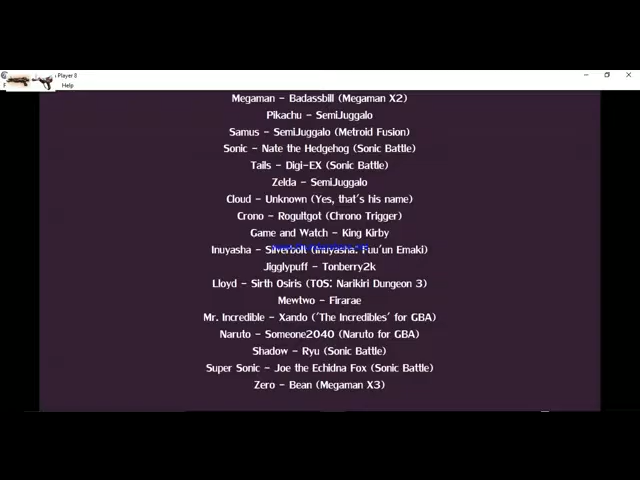 Player 8
Help
Megaman - Badassbill (Megaman X2)
Pikachu - SemiJuggalo
Samus - SemiJuggalo (Metroid Fusion)
Sonic - Nate the Hedgehog (Sonic Battle)
Tails - Digi-EX (Sonic Battle)
Zelda - SemiJuggalo
Cloud - Unknown (Yes, that's his name)
Crono - Rogultgot (Chrono Trigger)
Game and Watch - King Kirby
Inuyasha - Silverbolt (Inuyasha: Fuu'un Emaki)
Jigglypuff - Tonberry2k
Lloyd - Sirth Osiris (TOS: Narikiri Dungeon 3)
Mewtwo - Firarae
Mr. Incredible - Xando ('The Incredibles' for GBA)
Naruto - Someone2040 (Naruto for GBA)
Shadow - Ryu (Sonic Battle)
Super Sonic - Joe the Echidna Fox (Sonic Battle)
Zero - Bean (Megaman X3)